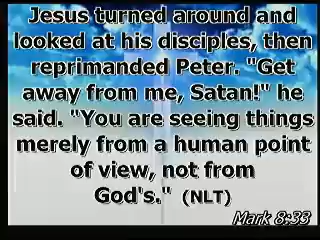 Jesus turned around and
looked at his disciples, then
reprimanded Peter. "Get
away from me, Satan!" he
said. "You are seeing things
merely from a human point
of view, not from
God's." (NLT)
Mark 8:33